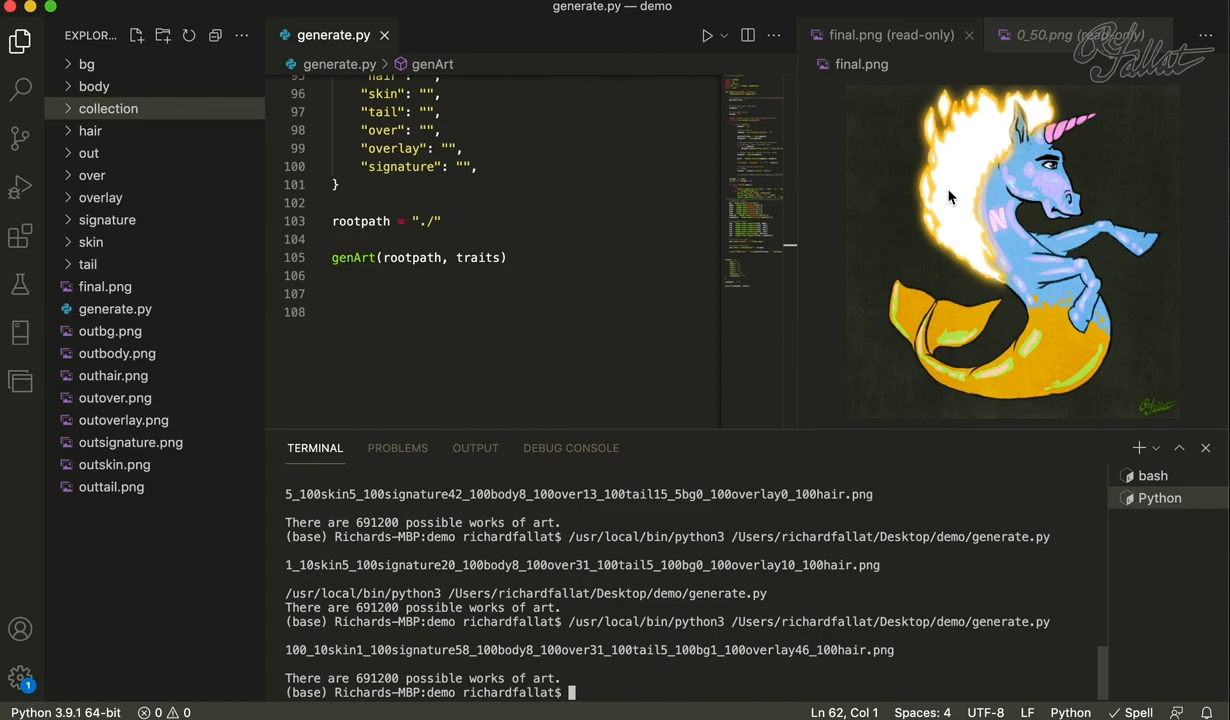 generate.py — demo
EXPLOR...
generate.py
final.png (read-only)
0_50.png (read-only)
RFallat
generate.py > genArt
final.png
bg
body
collection
hair
out
over
overlay
signature
skin
tail
final.png
generate.py
outbg.png
outbody.png
outhair.png
outover.png
outoverlay.png
outsignature.png
outskin.png
outtail.png
95 "hair": "",
96 "skin": "",
97 "tail": "",
98 "over": "",
99 "overlay": "",
100 "signature": "",
101 }
102
103 rootpath = "./"
104
105 genArt(rootpath, traits)
106
107
108
N
RFallat
TERMINAL PROBLEMS OUTPUT DEBUG CONSOLE
bash
Python
5_100skin5_100signature42_100body8_100over13_100tail15_5bg0_100overlay0_100hair.png
There are 691200 possible works of art.
(base) Richards-MBP:demo richardfallat$ /usr/local/bin/python3 /Users/richardfallat/Desktop/demo/generate.py
1_10skin5_100signature20_100body8_100over31_100tail5_100bg0_100overlay10_100hair.png
/usr/local/bin/python3 /Users/richardfallat/Desktop/demo/generate.py
There are 691200 possible works of art.
(base) Richards-MBP:demo richardfallat$ /usr/local/bin/python3 /Users/richardfallat/Desktop/demo/generate.py
100_10skin1_100signature58_100body8_100over31_100tail5_100bg1_100overlay46_100hair.png
There are 691200 possible works of art.
(base) Richards-MBP:demo richardfallat$
1
Python 3.9.1 64-bit 0 0 Ln 62, Col 1 Spaces: 4 UTF-8 LF Python Spell